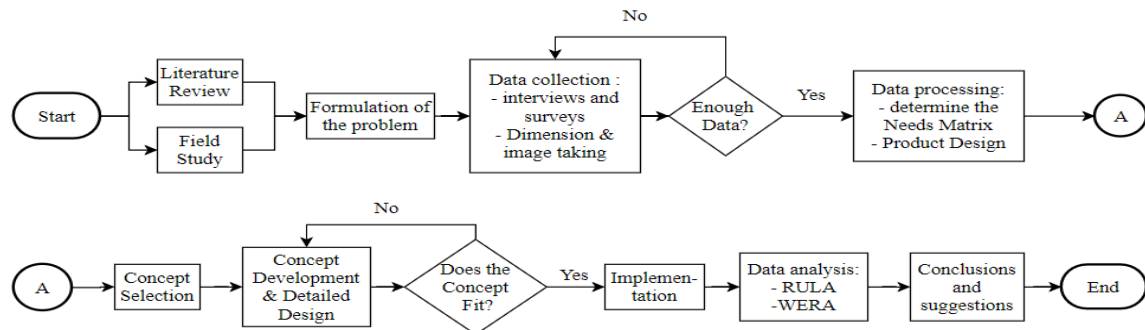 No
Start
Literature
Review
Field
Study
Formulation of
the problem
Data collection :
- interviews and
surveys
- Dimension &
image taking
Enough
Data?
Yes
Data processing:
- determine the
Needs Matrix
- Product Design
A
No
A
Concept
Selection
Concept
Development
& Detailed
Design
Does the
Concept
Fit?
Yes
Implemen-
tation
Data analysis:
- RULA
-WERA
Conclusions
and
suggestions
End